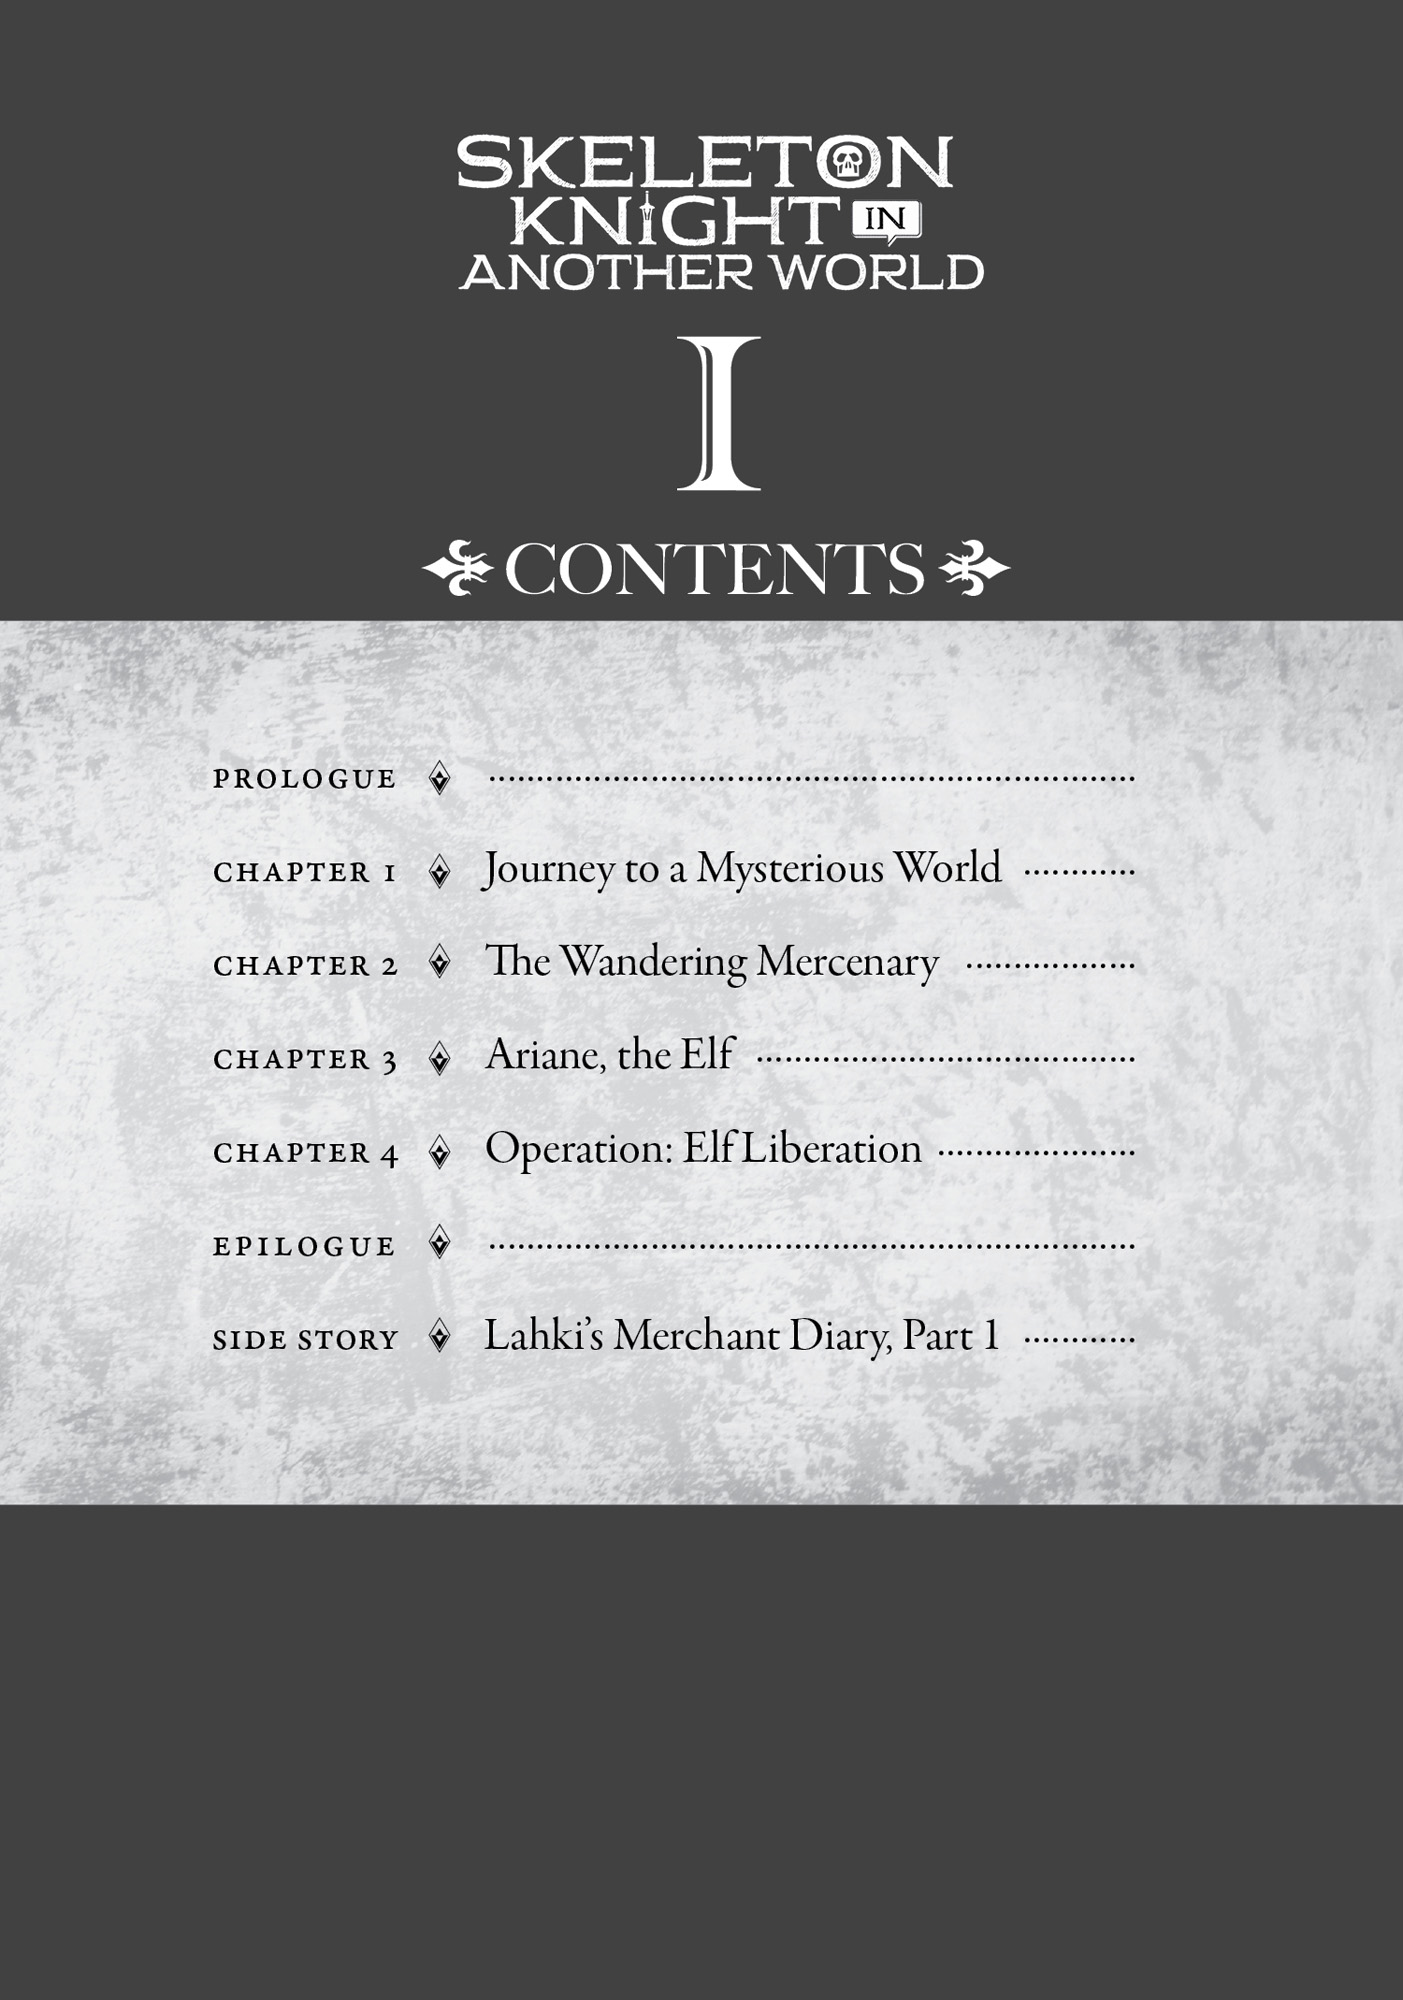 SKELETON
KNIGHT IN
ANOTHER WORLD
I
CONTENTS
PROLOGUE ............................................................
CHAPTER 1 Journey to a Mysterious World ............
CHAPTER 2 The Wandering Mercenary ..................
CHAPTER 3 Ariane, the Elf ........................................
CHAPTER 4 Operation: Elf Liberation .....................
EPILOGUE ............................................................
SIDE STORY Lahki's Merchant Diary, Part 1 ............